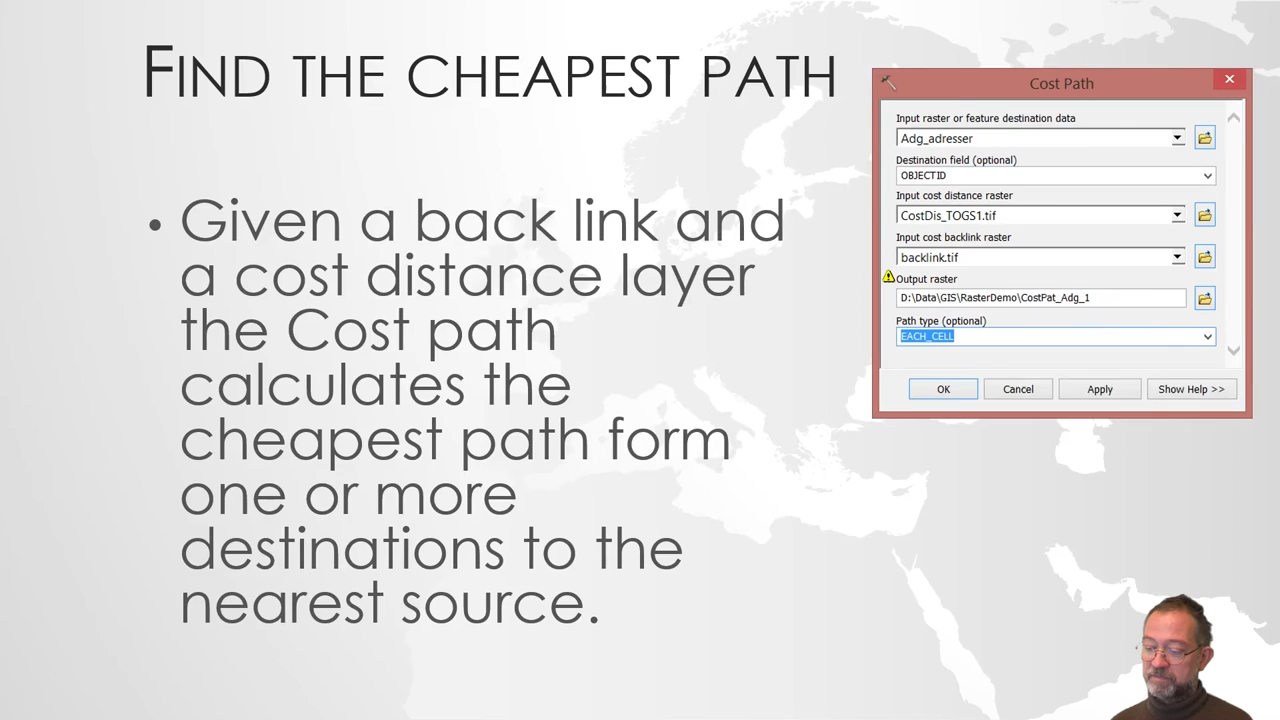 FIND THE CHEAPEST PATH
• Given a back link and
a cost distance layer
the Cost path
calculates the
cheapest path form
one or more
destinations to the
nearest source.
Cost Path
Input raster or feature destination data
Adg_adresser
Destination field (optional)
OBJECTID
Input cost distance raster
CostDis_TOGS1.tif
Input cost backlink raster
backlink.tif
Output raster
D:\Data\GIS\RasterDemo\CostPat_Adg_1
Path type (optional)
EACH_CELL
OK Cancel Apply Show Help >>